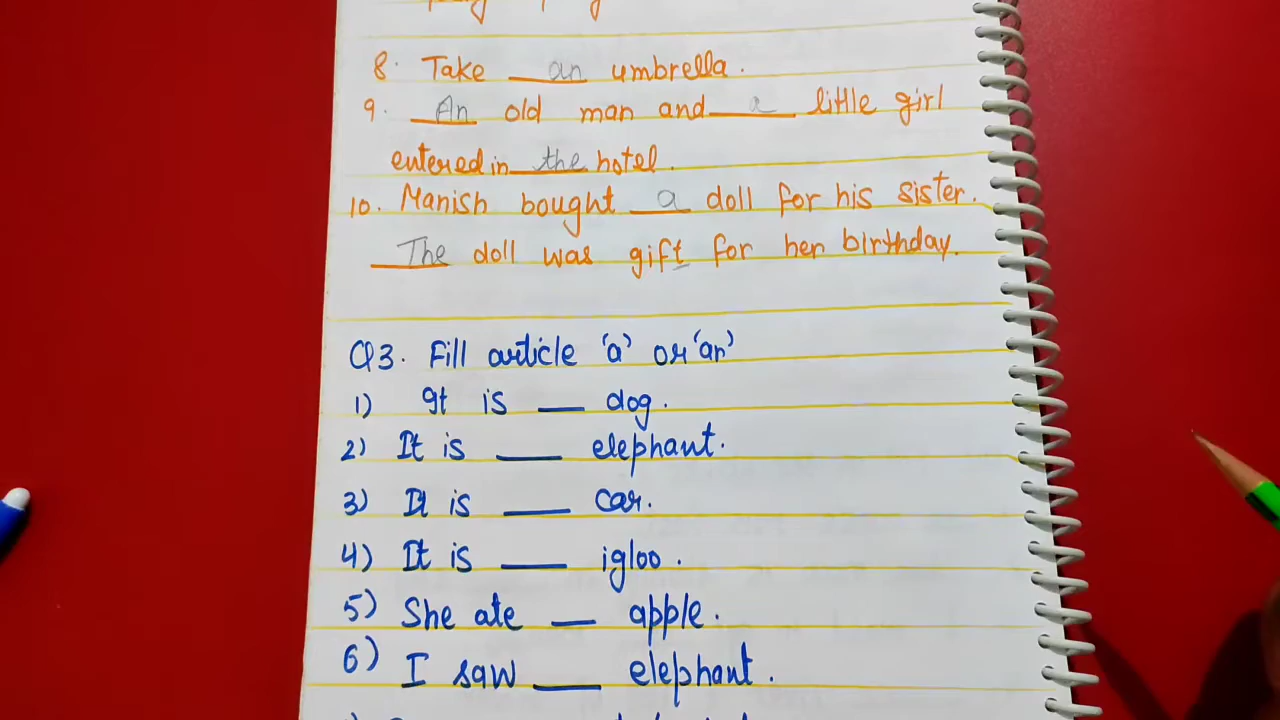 8. Take an umbrella.
9. An old man and a little girl
entered in the hotel.
10. Manish bought a doll for his sister.
The doll was gift for her birthday.
Q3. Fill article 'a' or 'an'
1) It is ___ dog.
2) It is ___ elephant.
3) It is ___ car.
4) It is ___ igloo.
5) She ate ___ apple.
6) I saw ___ elephant.